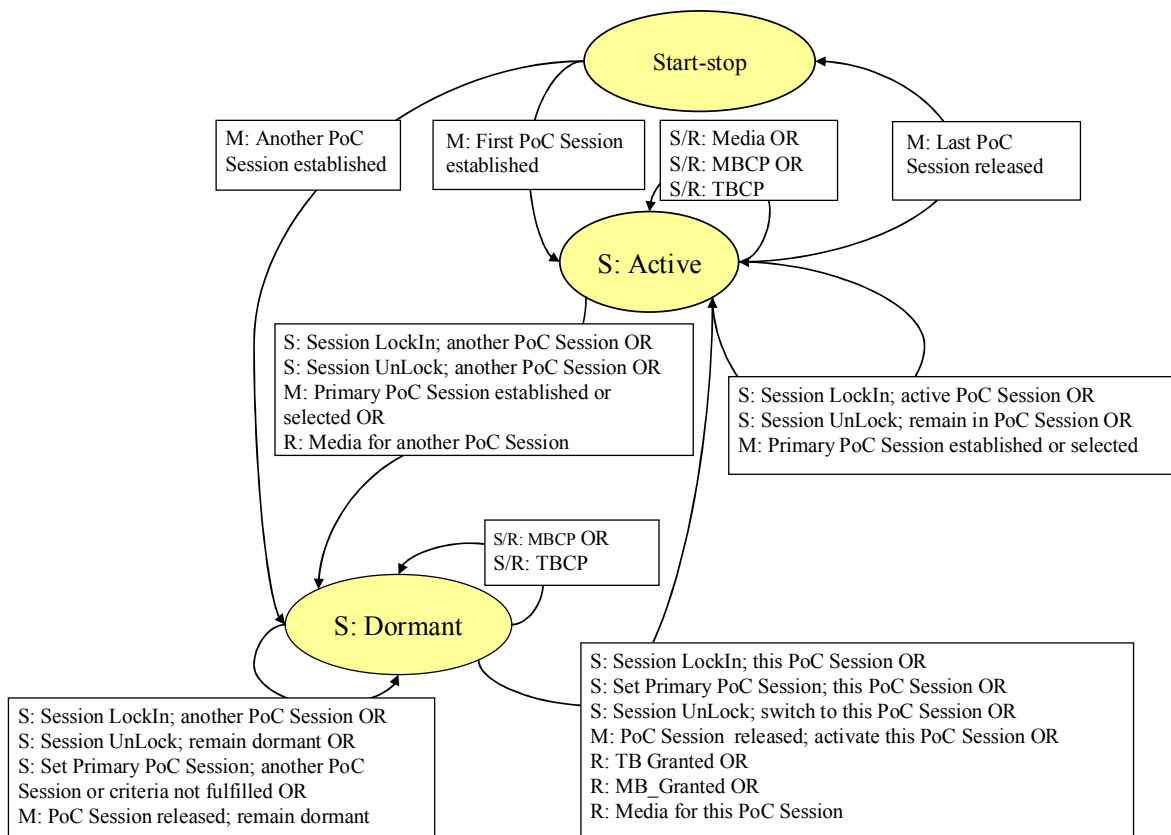 Start-stop
M: Another PoC
Session established
M: First PoC Session
established
S/R: Media OR
S/R: MBCP OR
S/R: TBCP
M: Last PoC
Session released
S: Active
S: Session LockIn; another PoC Session OR
S: Session UnLock; another PoC Session OR
M: Primary PoC Session established or
selected OR
R: Media for another PoC Session
S: Session LockIn; active PoC Session OR
S: Session UnLock; remain in PoC Session OR
M: Primary PoC Session established or selected
S/R: MBCP OR
S/R: TBCP
S: Dormant
S: Session LockIn; another PoC Session OR
S: Session UnLock; remain dormant OR
S: Set Primary PoC Session; another PoC
Session or criteria not fulfilled OR
M: PoC Session released; remain dormant
S: Session LockIn; this PoC Session OR
S: Set Primary PoC Session; this PoC Session OR
S: Session UnLock; switch to this PoC Session OR
M: PoC Session released; activate this PoC Session OR
R: TB Granted OR
R: MB_Granted OR
R: Media for this PoC Session